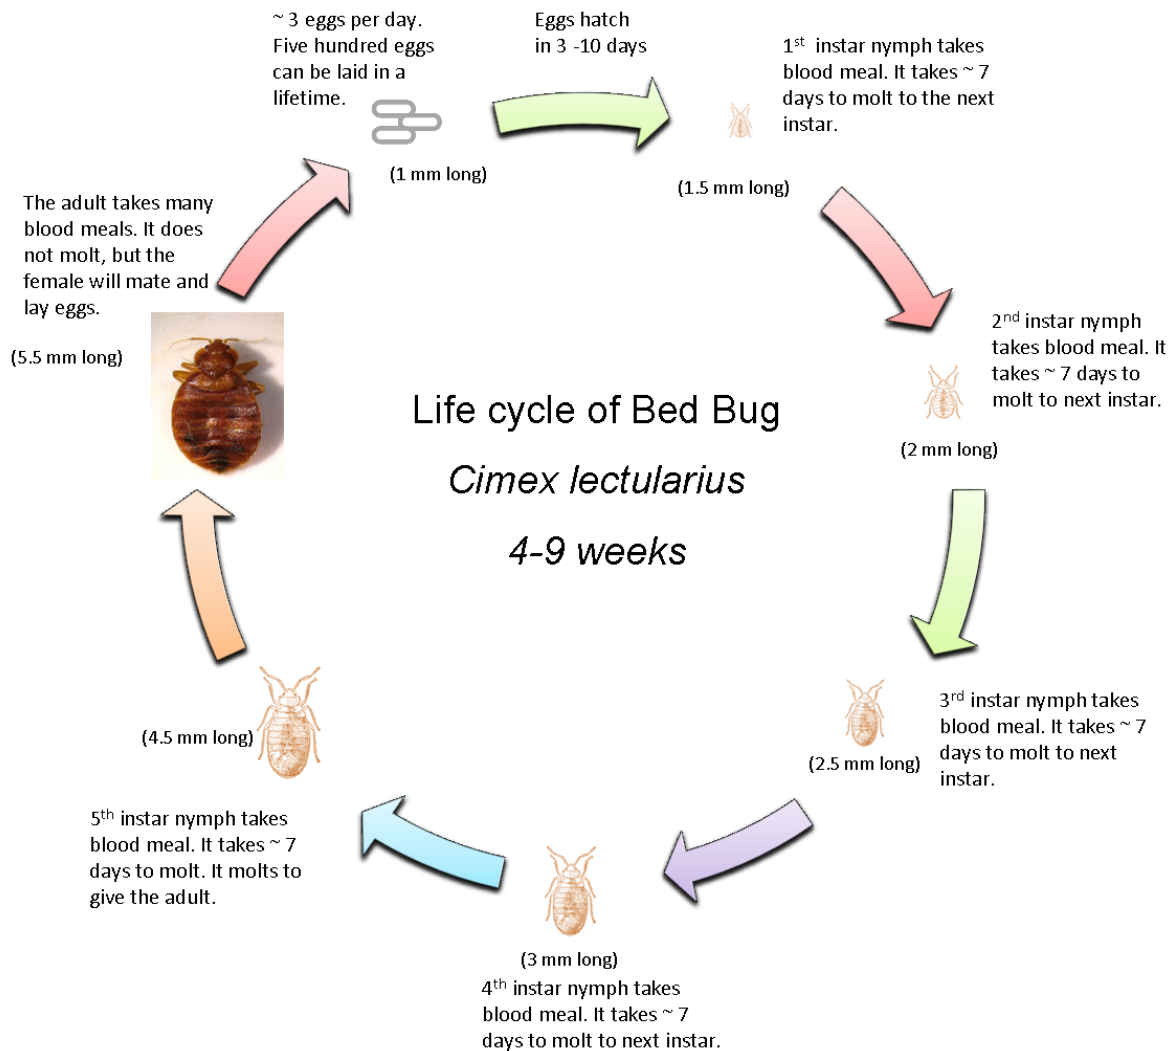 ~ 3 eggs per day.
Five hundred eggs
can be laid in a
lifetime.
(1 mm long)
Eggs hatch
in 3 -10 days
1st instar nymph takes
blood meal. It takes ~ 7
days to molt to the next
instar.
(1.5 mm long)
2nd instar nymph
takes blood meal. It
takes ~ 7 days to
molt to next instar.
(2 mm long)
3rd instar nymph takes
blood meal. It takes ~ 7
days to molt to next
instar.
(2.5 mm long)
(3 mm long)
4th instar nymph takes
blood meal. It takes ~ 7
days to molt to next instar.
(4.5 mm long)
5th instar nymph takes
blood meal. It takes ~ 7
days to molt. It molts to
give the adult.
The adult takes many
blood meals. It does
not molt, but the
female will mate and
lay eggs.
(5.5 mm long)
Life cycle of Bed Bug
Cimex lectularius
4-9 weeks